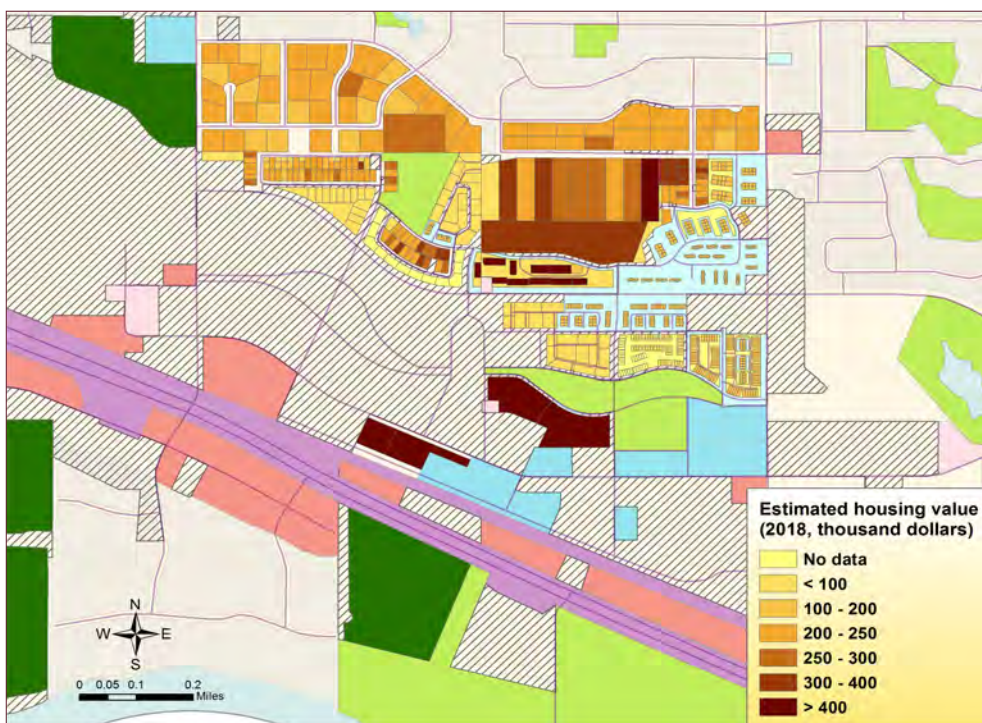 Estimated housing value
(2018, thousand dollars)
No data
< 100
100 - 200
200 - 250
250 - 300
300 - 400
> 400
N
W E
S
0 0.05 0.1 0.2
Miles